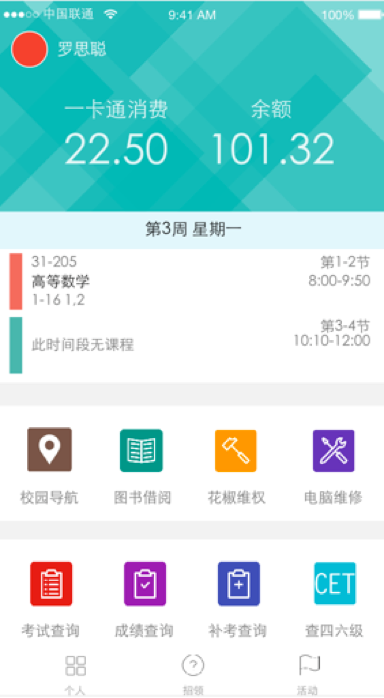 中国联通 9:41 AM 100%
罗思聪
一卡通消费 余额
22.50 101.32
第3周 星期一
31-205 第1-2节
高等数学 8:00-9:50
1-16 1,2
第3-4节
此时间段无课程 10:10-12:00
校园导航 图书借阅 花椒维权 电脑维修
CET
考试查询 成绩查询 补考查询 查四六级
?
个人 招领 活动